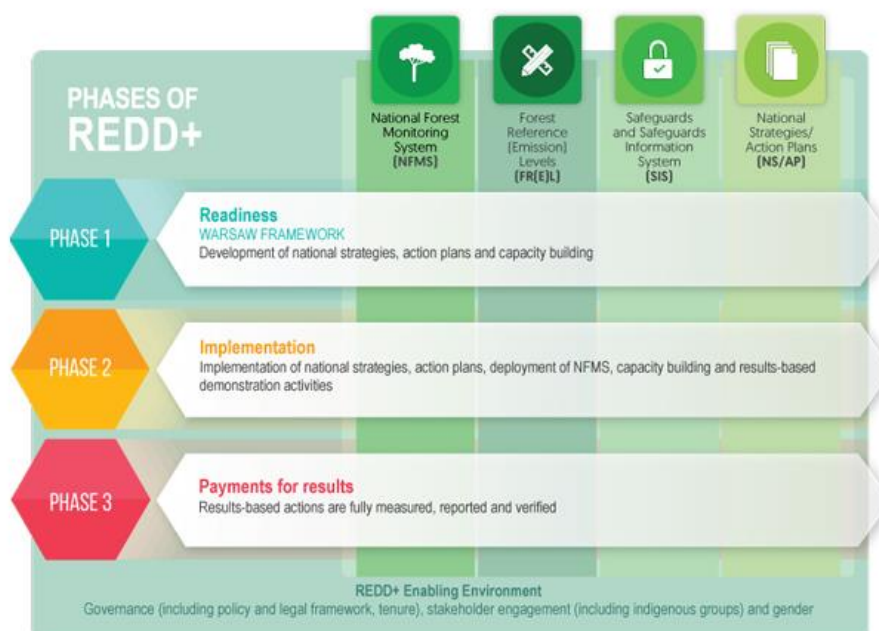 PHASES OF
REDD+
National Forest
Monitoring
System
(NFMS)
Forest
Reference
(Emission)
Levels
(FR(E)L)
Safeguards
and Safeguards
Information
System
(SIS)
National
Strategies/
Action Plans
(NS/AP)
PHASE 1
Readiness
WARSAW FRAMEWORK
Development of national strategies, action plans and capacity building
PHASE 2
Implementation
Implementation of national strategies, action plans, deployment of NFMS, capacity building and results-based
demonstration activities
PHASE 3
Payments for results
Results-based actions are fully measured, reported and verified
REDD+ Enabling Environment
Governance (including policy and legal framework, tenure), stakeholder engagement (including indigenous groups) and gender